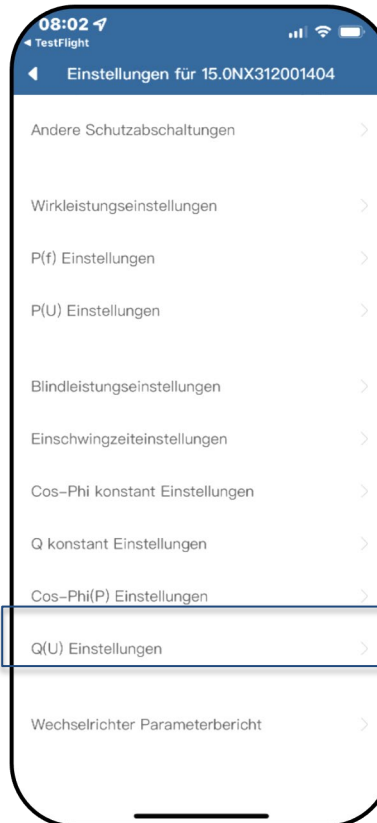 08:02
◀ TestFlight
Einstellungen für 15.0NX312001404
Andere Schutzabschaltungen
Wirkleistungseinstellungen
P(f) Einstellungen
P(U) Einstellungen
Blindleistungseinstellungen
Einschwingzeiteinstellungen
Cos-Phi konstant Einstellungen
Q konstant Einstellungen
Cos-Phi(P) Einstellungen
Q(U) Einstellungen
Wechselrichter Parameterbericht